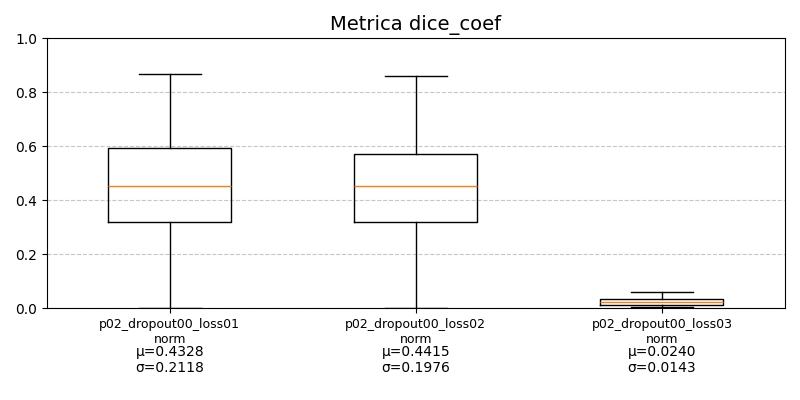 Metrica dice_coef
1.0
0.8
0.6
0.4
0.2
0.0
p02_dropout00_loss01
norm
μ=0.4328
σ=0.2118
p02_dropout00_loss02
norm
μ=0.4415
σ=0.1976
p02_dropout00_loss03
norm
μ=0.0240
σ=0.0143